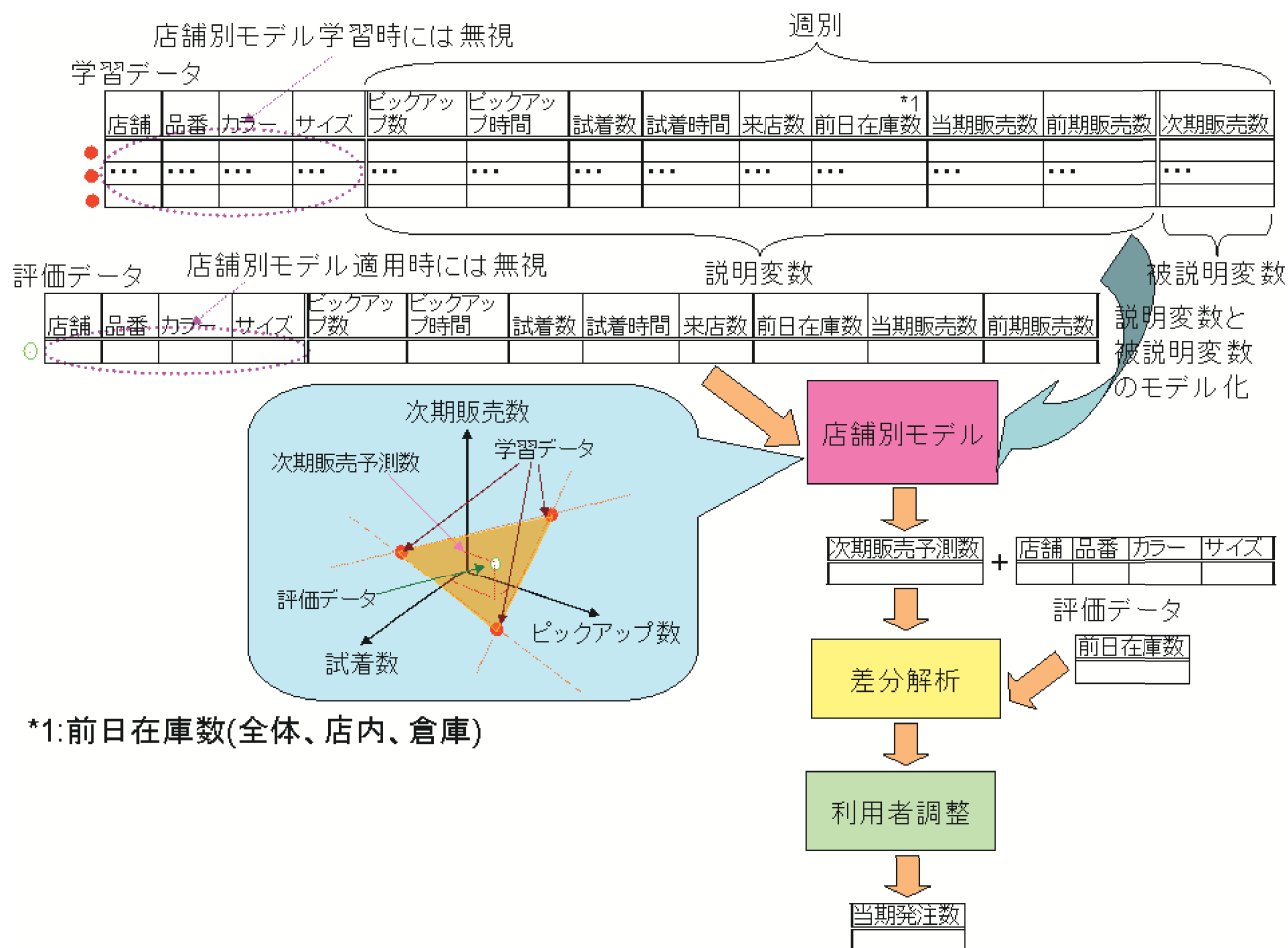 店舗別モデル学習時には無視
週別
学習データ
店舗 品番 カラー サイズ ピックアップ数 ピックアップ時間 試着数 試着時間 来店数 前日在庫数 *1 当期販売数 前期販売数 次期販売数
… … … … … … … … … … … … …
評価データ
店舗別モデル適用時には無視
説明変数
被説明変数
店舗 品番 カラー サイズ ピックアップ数 ピックアップ時間 試着数 試着時間 来店数 前日在庫数 当期販売数 前期販売数
説明変数と
被説明変数
のモデル化
店舗別モデル
次期販売数
学習データ
次期販売予測数
評価データ
ピックアップ数
試着数
次期販売予測数 + 店舗 品番 カラー サイズ
評価データ
前日在庫数
差分解析
*1:前日在庫数(全体、店内、倉庫)
利用者調整
当期発注数